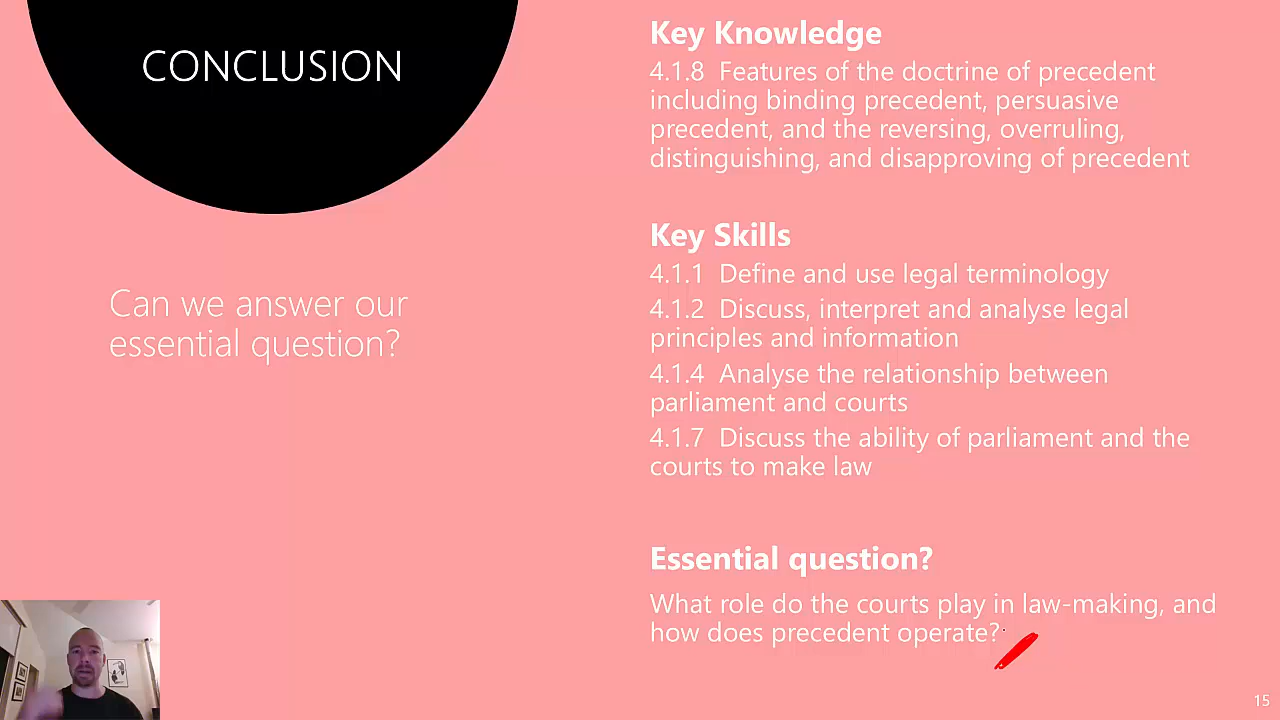 CONCLUSION
Can we answer our
essential question?
Key Knowledge
4.1.8 Features of the doctrine of precedent
including binding precedent, persuasive
precedent, and the reversing, overruling,
distinguishing, and disapproving of precedent
Key Skills
4.1.1 Define and use legal terminology
4.1.2 Discuss, interpret and analyse legal
principles and information
4.1.4 Analyse the relationship between
parliament and courts
4.1.7 Discuss the ability of parliament and the
courts to make law
Essential question?
What role do the courts play in law-making, and
how does precedent operate?
15